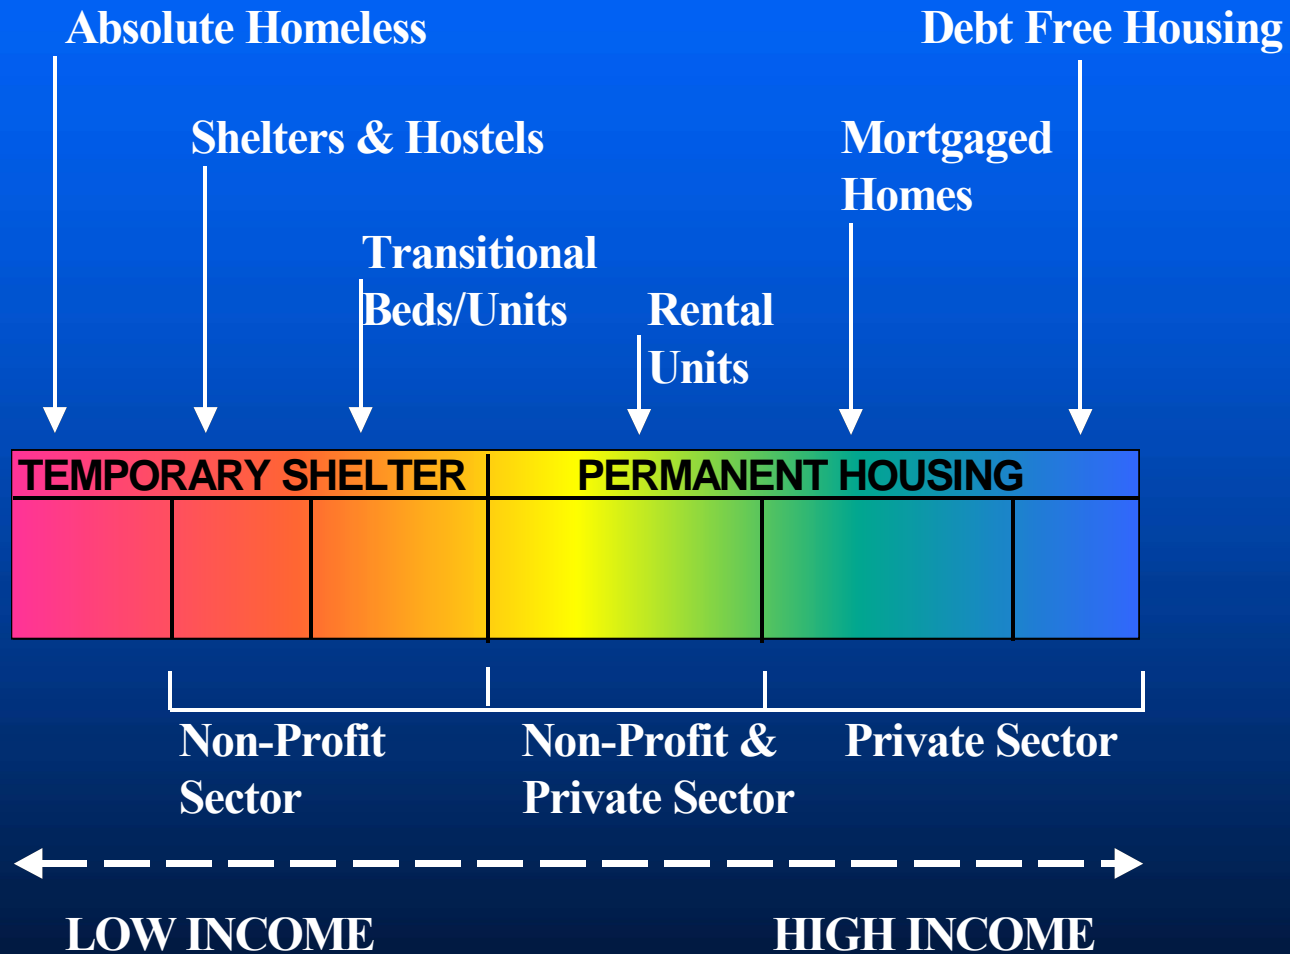 Absolute Homeless
Debt Free Housing
Shelters & Hostels
Mortgaged
Homes
Transitional
Beds/Units
Rental
Units
TEMPORARY SHELTER
PERMANENT HOUSING
Non-Profit
Sector
Non-Profit &
Private Sector
Private Sector
LOW INCOME
HIGH INCOME